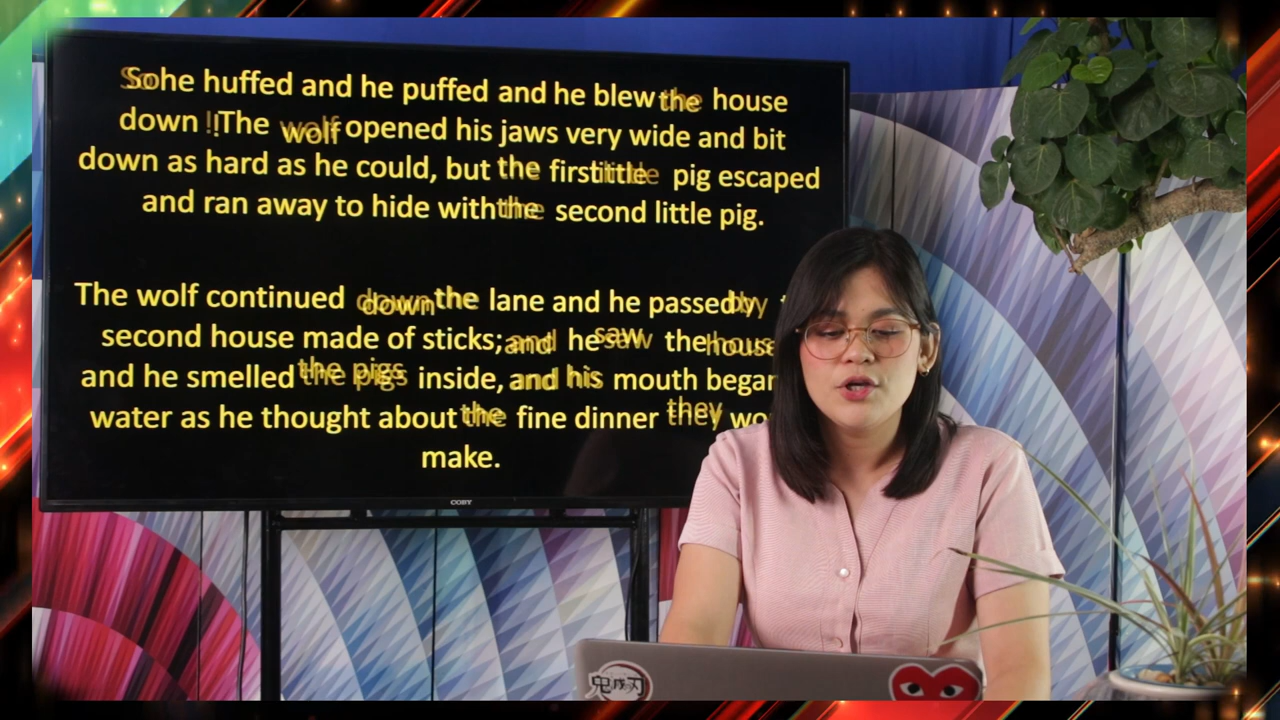 So he huffed and he puffed and he blew the house
down !! The wolf opened his jaws very wide and bit
down as hard as he could, but the first little pig escaped
and ran away to hide with the second little pig.
The wolf continued down the lane and he passed by
second house made of sticks; and he saw the house
and he smelled the pigs inside, and his mouth began
water as he thought about the fine dinner they
make.
COBY